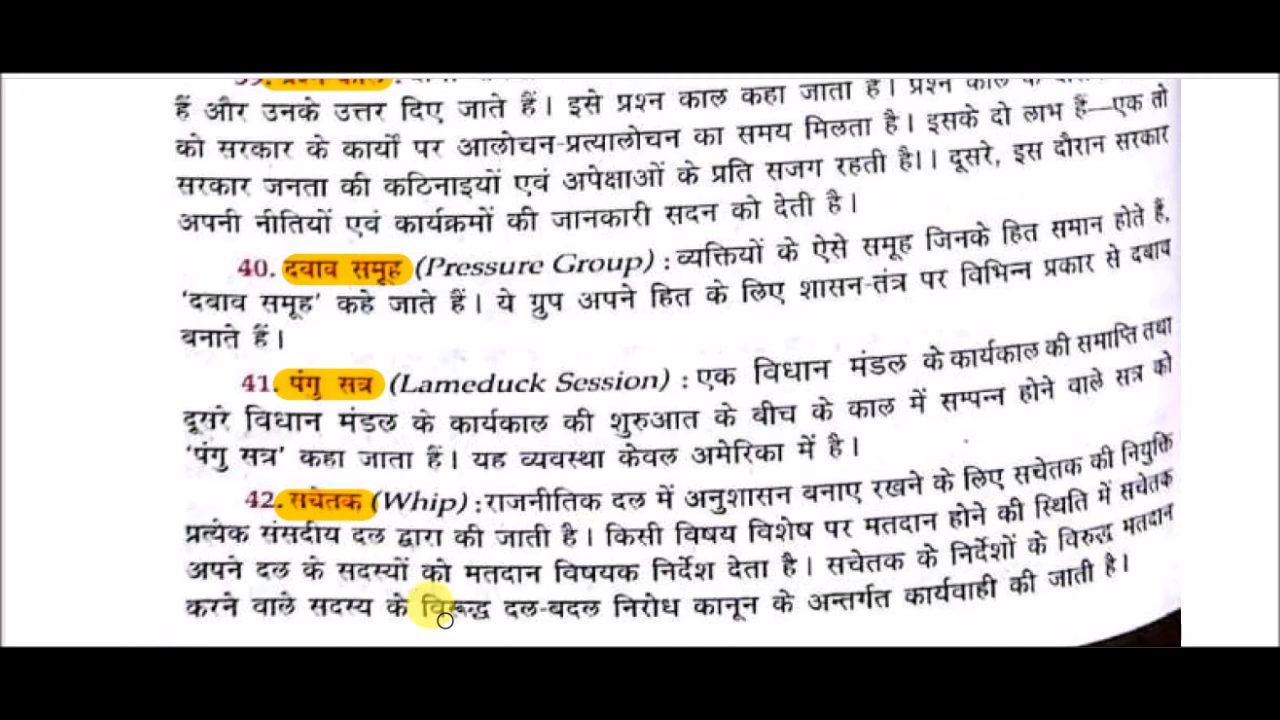 39. प्रश्न काल :
हैं और उनके उत्तर दिए जाते हैं। इसे प्रश्न काल कहा जाता है। प्रश्न काल के
को सरकार के कार्यों पर आलोचन-प्रत्यालोचन का समय मिलता है। इसके दो लाभ हैं—एक तो
सरकार जनता की कठिनाइयों एवं अपेक्षाओं के प्रति सजग रहती है।। दूसरे, इस दौरान सरकार
अपनी नीतियों एवं कार्यक्रमों की जानकारी सदन को देती है।
40. दबाव समूह (Pressure Group) : व्यक्तियों के ऐसे समूह जिनके हित समान होते हैं,
'दबाव समूह' कहे जाते हैं। ये ग्रुप अपने हित के लिए शासन-तंत्र पर विभिन्न प्रकार से दबाव
बनाते हैं।
41. पंगु सत्र (Lameduck Session) : एक विधान मंडल के कार्यकाल की समाप्ति तथा
दूसरे विधान मंडल के कार्यकाल की शुरुआत के बीच के काल में सम्पन्न होने वाले सत्र को
'पंगु सत्र' कहा जाता है। यह व्यवस्था केवल अमेरिका में है।
42. सचेतक (Whip) : राजनीतिक दल में अनुशासन बनाए रखने के लिए सचेतक की नियुक्ति
प्रत्येक संसदीय दल द्वारा की जाती है। किसी विषय विशेष पर मतदान होने की स्थिति में सचेतक
अपने दल के सदस्यों को मतदान विषयक निर्देश देता है। सचेतक के निर्देशों के विरुद्ध मतदान
करने वाले सदस्य के विरूद्ध दल-बदल निरोध कानून के अन्तर्गत कार्यवाही की जाती है।